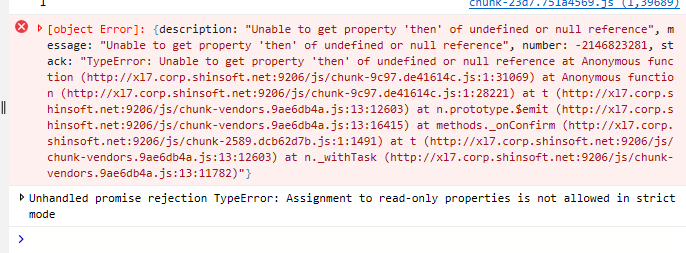 1
chunk-23d7.751a4569.js (1,39689)
[object Error]: {description: "Unable to get property 'then' of undefined or null reference", m
essage: "Unable to get property 'then' of undefined or null reference", number: -2146823281, st
ack: "TypeError: Unable to get property 'then' of undefined or null reference at Anonymous func
tion (http://xl7.corp.shinsoft.net:9206/js/chunk-9c97.de41614c.js:1:31069) at Anonymous functio
n (http://xl7.corp.shinsoft.net:9206/js/chunk-9c97.de41614c.js:1:28221) at t (http://xl7.corp.s
hinsoft.net:9206/js/chunk-vendors.9ae6db4a.js:13:12603) at n.prototype.$emit (http://xl7.corp.s
hinsoft.net:9206/js/chunk-vendors.9ae6db4a.js:13:16415) at methods._onConfirm (http://xl7.corp.
shinsoft.net:9206/js/chunk-2589.dcb62d7b.js:1:1491) at t (http://xl7.corp.shinsoft.net:9206/js/
chunk-vendors.9ae6db4a.js:13:12603) at n._withTask (http://xl7.corp.shinsoft.net:9206/js/chunk-
vendors.9ae6db4a.js:13:11782)"}
Unhandled promise rejection TypeError: Assignment to read-only properties is not allowed in strict
mode